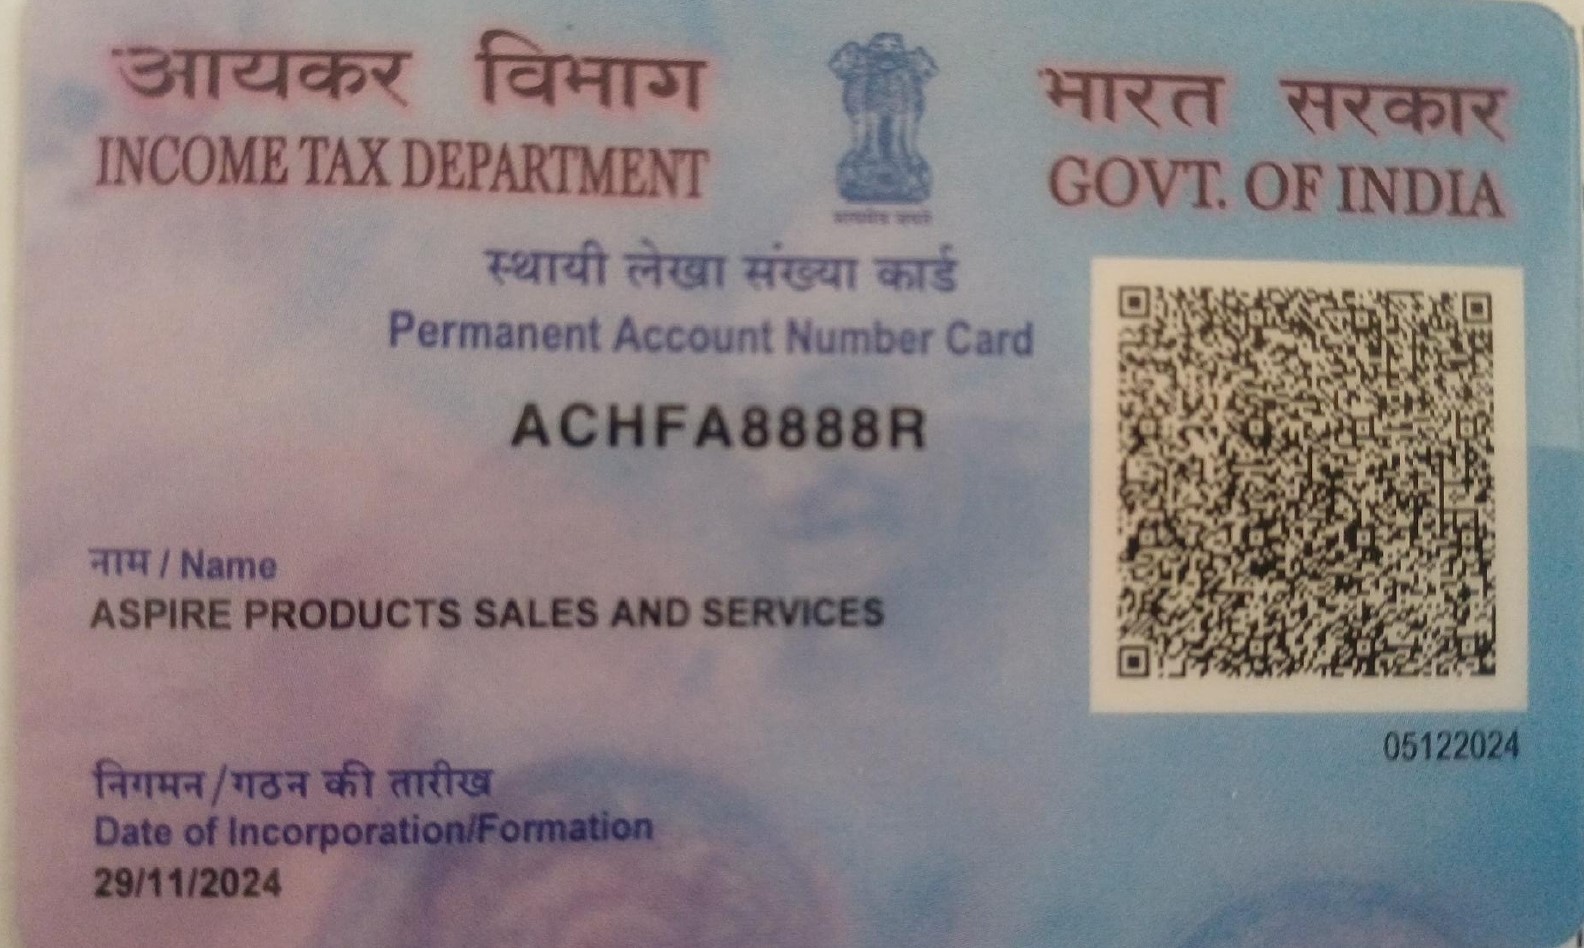 आयकर विभाग
INCOME TAX DEPARTMENT
भारत सरकार
GOVT. OF INDIA
स्थायी लेखा संख्या कार्ड
Permanent Account Number Card
ACHFA8888R
नाम / Name
ASPIRE PRODUCTS SALES AND SERVICES
05122024
निगमन/गठन की तारीख
Date of Incorporation/Formation
29/11/2024